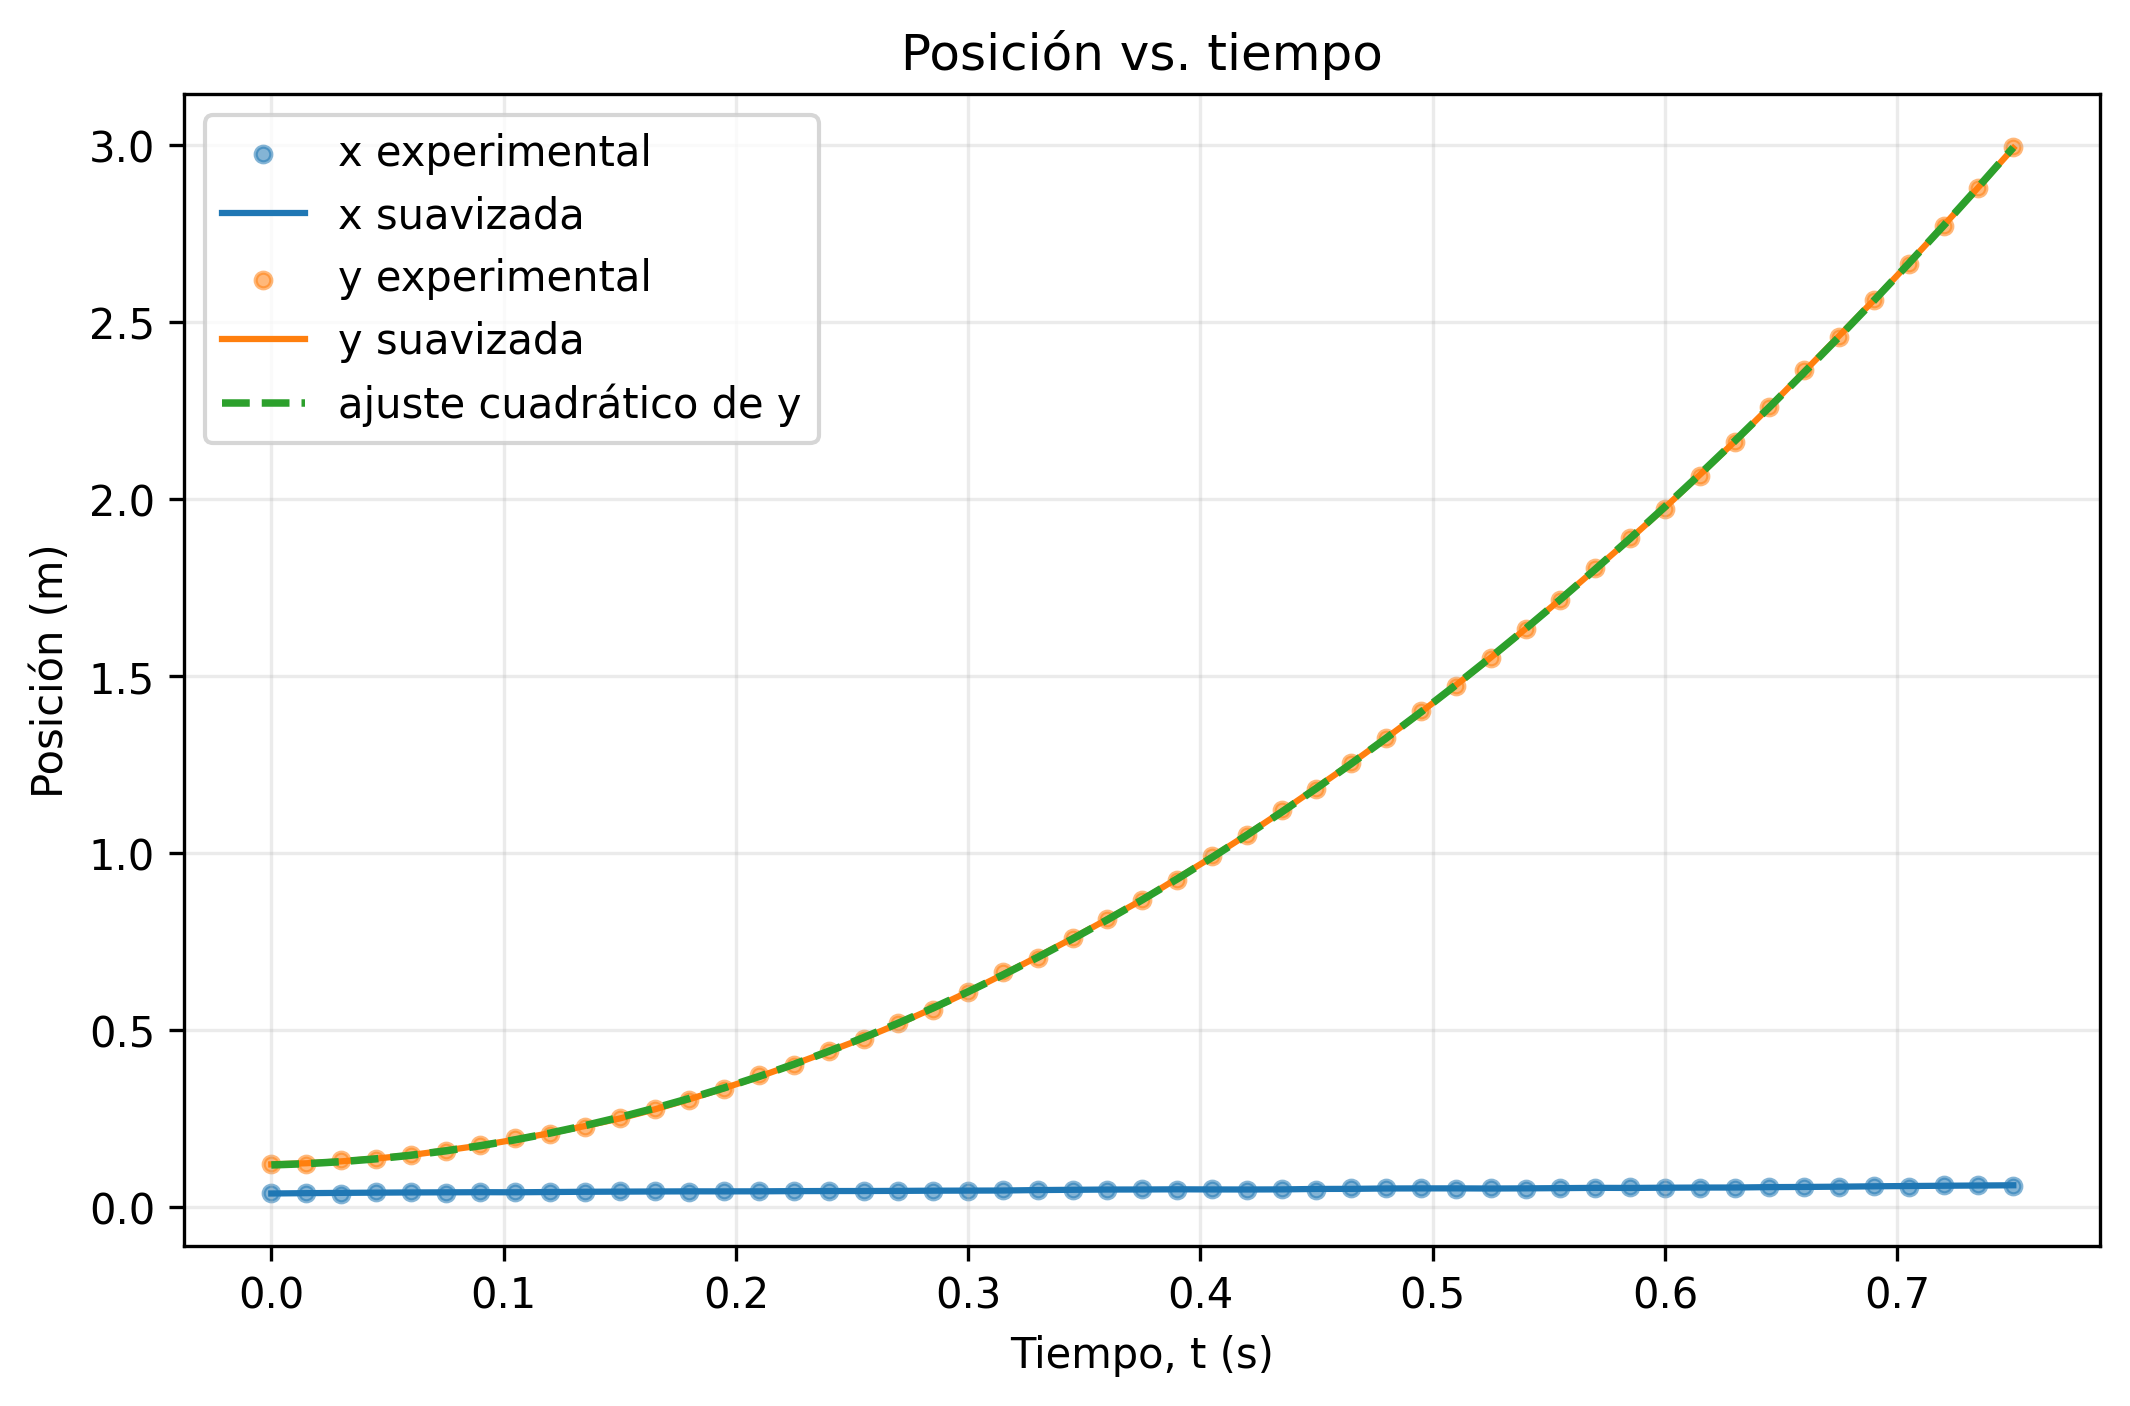 Posición vs. tiempo
x experimental
x suavizada
y experimental
y suavizada
ajuste cuadrático de y
Posición (m)
3.0
2.5
2.0
1.5
1.0
0.5
0.0
0.0 0.1 0.2 0.3 0.4 0.5 0.6 0.7
Tiempo, t (s)